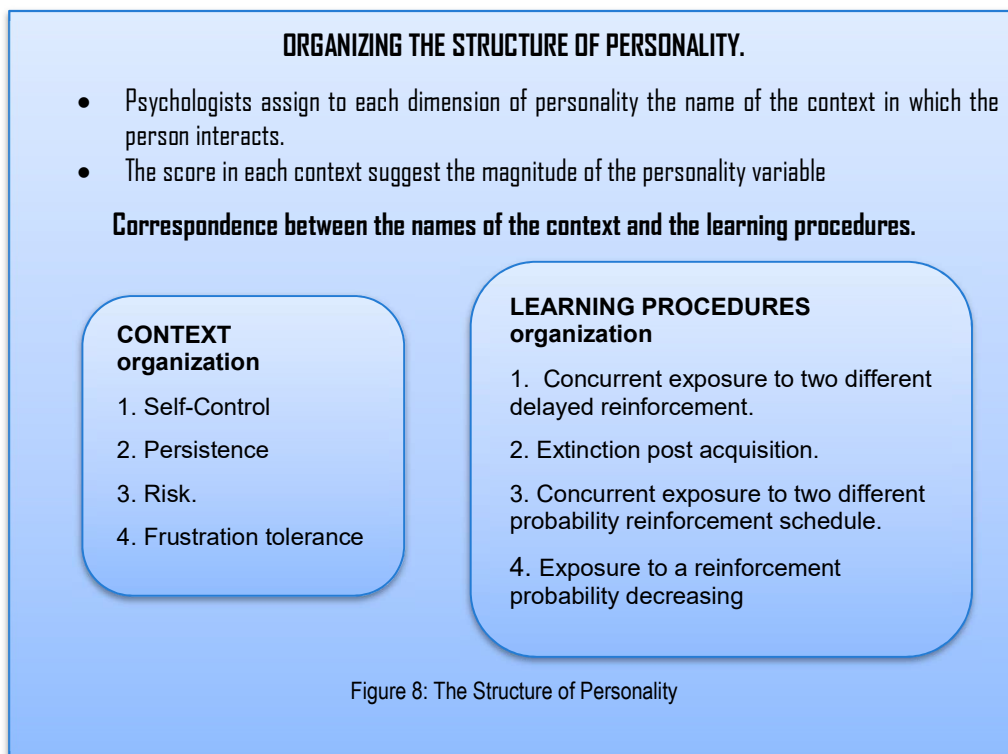 ORGANIZING THE STRUCTURE OF PERSONALITY.
• Psychologists assign to each dimension of personality the name of the context in which the
person interacts.
• The score in each context suggest the magnitude of the personality variable
Correspondence between the names of the context and the learning procedures.
CONTEXT
organization
1. Self-Control
2. Persistence
3. Risk.
4. Frustration tolerance
LEARNING PROCEDURES
organization
1. Concurrent exposure to two different
delayed reinforcement.
2. Extinction post acquisition.
3. Concurrent exposure to two different
probability reinforcement schedule.
4. Exposure to a reinforcement
probability decreasing
Figure 8: The Structure of Personality